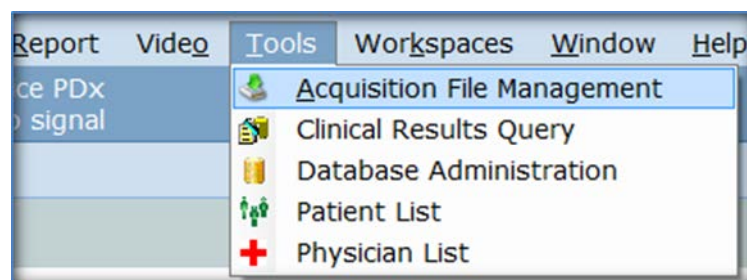 Report Video Tools Workspaces Window Help
ce PDx
signal
Acquisition File Management
Clinical Results Query
Database Administration
Patient List
Physician List